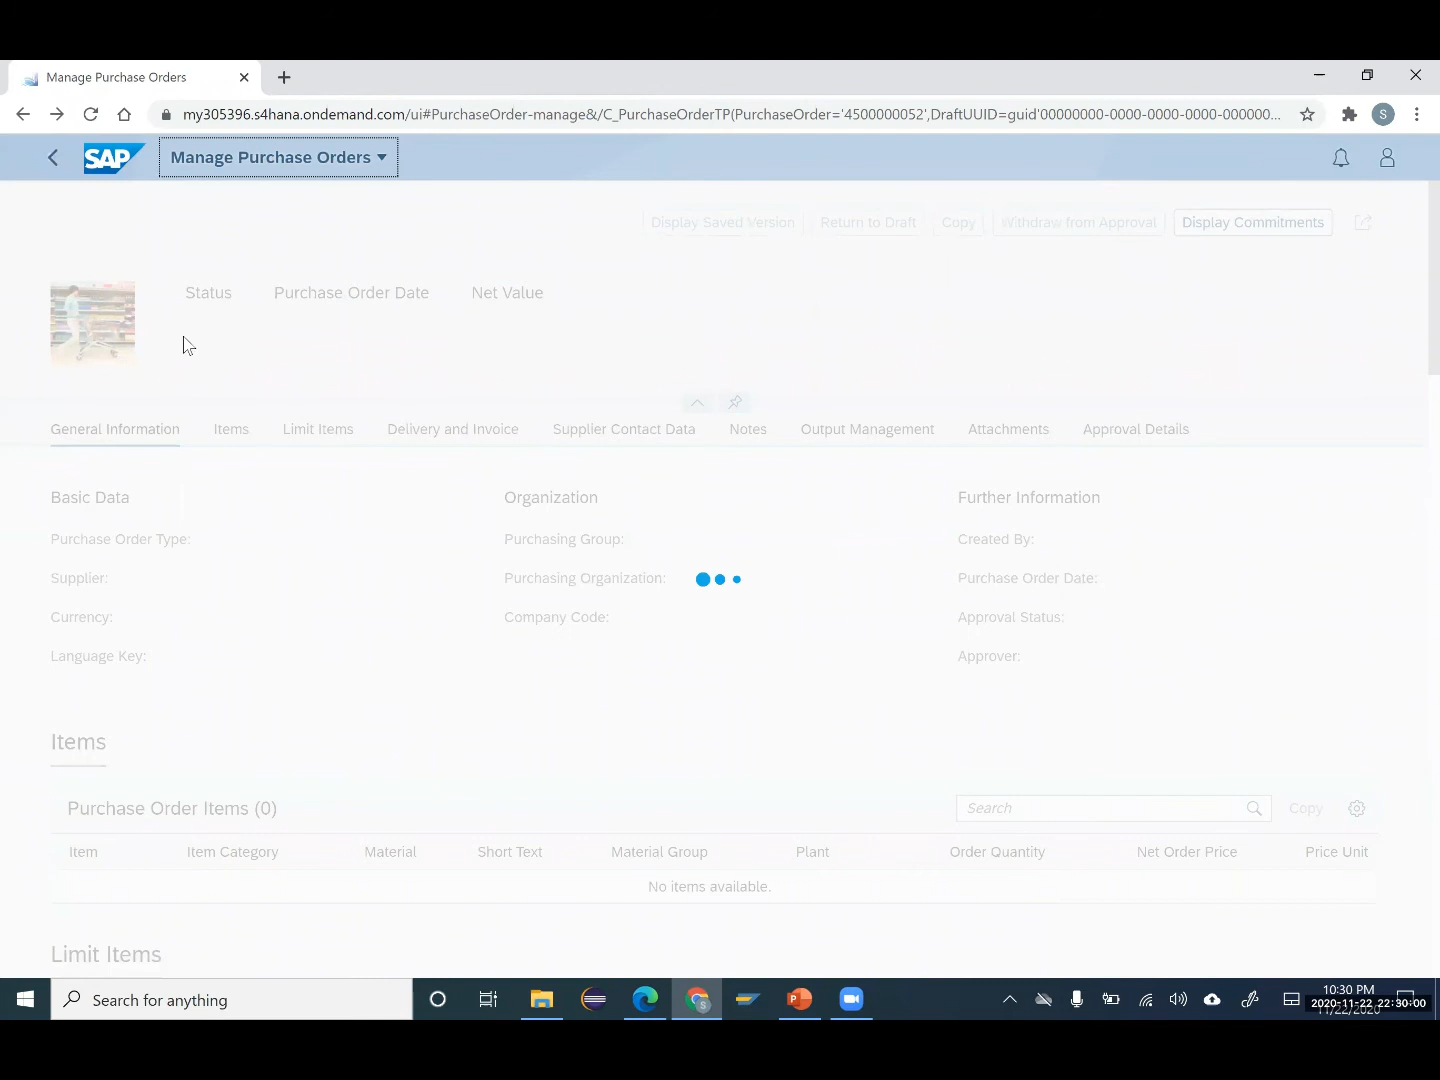 Manage Purchase Orders
my305396.s4hana.ondemand.com/ui#PurchaseOrder-manage&/C_PurchaseOrderTP(PurchaseOrder='4500000052',DraftUUID=guid'00000000-0000-0000-0000-000000...
S
SAP Manage Purchase Orders
Display Saved Version Return to Draft Copy Withdraw from Approval Display Commitments
Status Purchase Order Date Net Value
General Information Items Limit Items Delivery and Invoice Supplier Contact Data Notes Output Management Attachments Approval Details
Basic Data Organization Further Information
Purchase Order Type: Purchasing Group: Created By:
Supplier: Purchasing Organization: Purchase Order Date:
Currency: Company Code: Approval Status:
Language Key: Approver:
Items
Purchase Order Items (0) Search Copy
Item Item Category Material Short Text Material Group Plant Order Quantity Net Order Price Price Unit
No items available.
Limit Items
Search for anything
10:30 PM
2020-11-22 22:30:00
11/22/2020